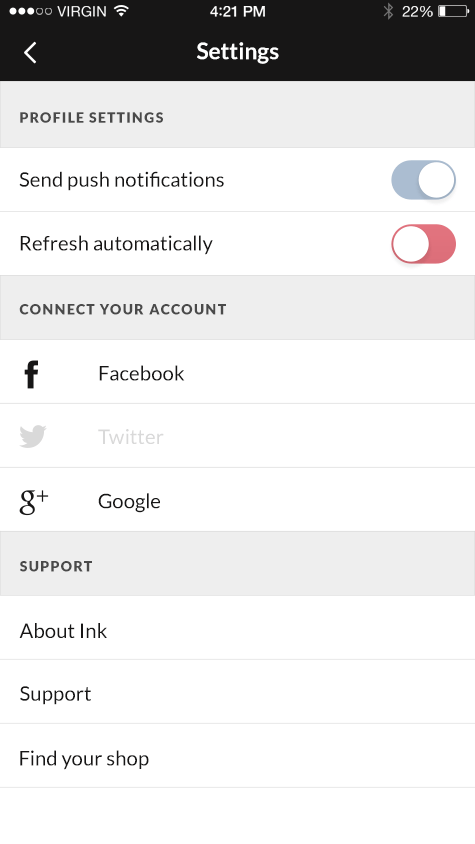 VIRGIN 4:21 PM 22%
Settings
PROFILE SETTINGS
Send push notifications
Refresh automatically
CONNECT YOUR ACCOUNT
f Facebook
Twitter
g+ Google
SUPPORT
About Ink
Support
Find your shop